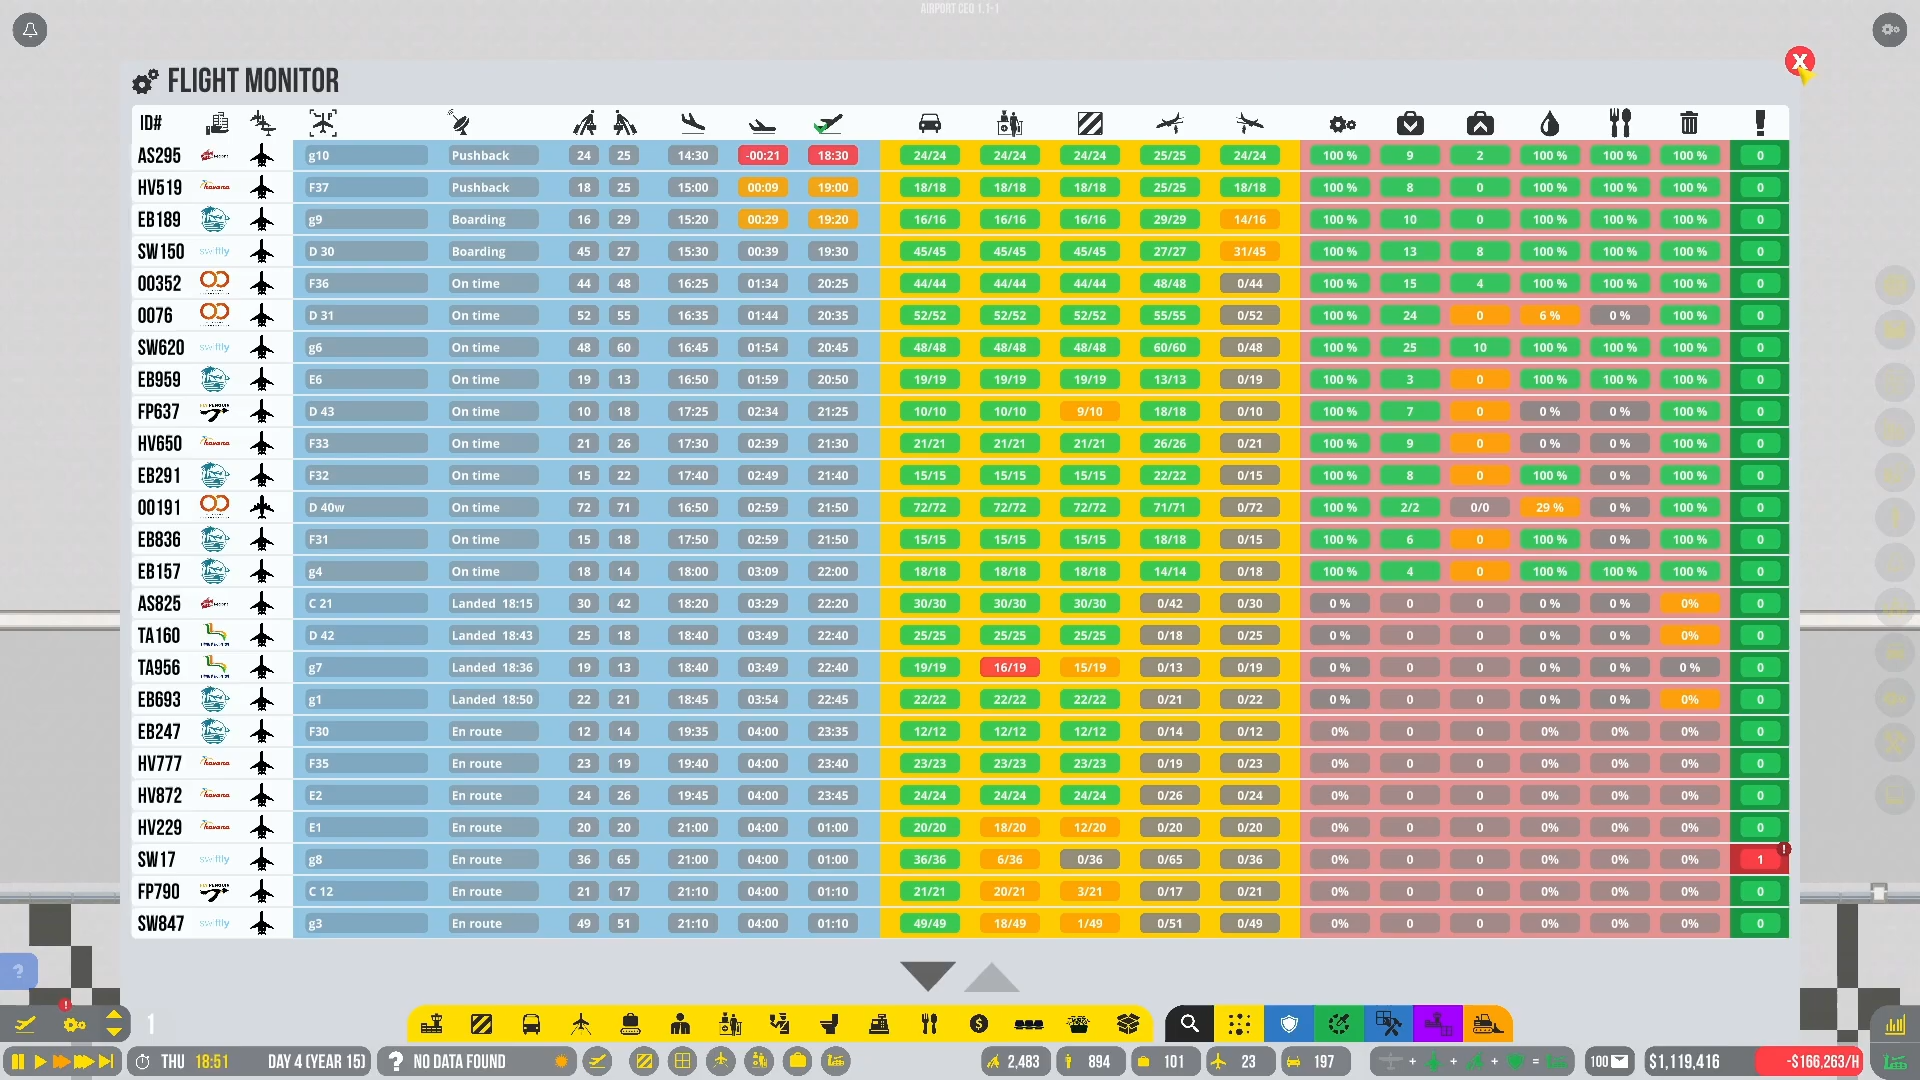 AIRPORT CEO 1.1-1
FLIGHT MONITOR
ID#
AS295 g10 Pushback 24 25 14:30 -00:21 18:30 24/24 24/24 24/24 25/25 24/24 100 % 9 2 100 % 100 % 100 % 0
HV519 havana F37 Pushback 18 25 15:00 00:09 19:00 18/18 18/18 18/18 25/25 18/18 100 % 8 0 100 % 100 % 100 % 0
EB189 g9 Boarding 16 29 15:20 00:29 19:20 16/16 16/16 16/16 29/29 14/16 100 % 10 0 100 % 100 % 100 % 0
SW150 swiftly D 30 Boarding 45 27 15:30 00:39 19:30 45/45 45/45 45/45 27/27 31/45 100 % 13 8 100 % 100 % 100 % 0
OO352 F36 On time 44 48 16:25 01:34 20:25 44/44 44/44 44/44 48/48 0/44 100 % 15 4 100 % 100 % 100 % 0
OO76 D 31 On time 52 55 16:35 01:44 20:35 52/52 52/52 52/52 55/55 0/52 100 % 24 0 6 % 0 % 100 % 0
SW620 swiftly g6 On time 48 60 16:45 01:54 20:45 48/48 48/48 48/48 60/60 0/48 100 % 25 10 100 % 100 % 100 % 0
EB959 E6 On time 19 13 16:50 01:59 20:50 19/19 19/19 19/19 13/13 0/19 100 % 3 0 100 % 100 % 100 % 0
FP637 D 43 On time 10 18 17:25 02:34 21:25 10/10 10/10 9/10 18/18 0/10 100 % 7 0 0 % 0 % 100 % 0
HV650 havana F33 On time 21 26 17:30 02:39 21:30 21/21 21/21 21/21 26/26 0/21 100 % 9 0 0 % 0 % 100 % 0
EB291 F32 On time 15 22 17:40 02:49 21:40 15/15 15/15 15/15 22/22 0/15 100 % 8 0 100 % 0 % 100 % 0
OO191 D 40w On time 72 71 16:50 02:59 21:50 72/72 72/72 72/72 71/71 0/72 100 % 2/2 0/0 29 % 0 % 100 % 0
EB836 F31 On time 15 18 17:50 02:59 21:50 15/15 15/15 15/15 18/18 0/15 100 % 6 0 100 % 0 % 100 % 0
EB157 g4 On time 18 14 18:00 03:09 22:00 18/18 18/18 18/18 14/14 0/18 100 % 4 0 100 % 100 % 100 % 0
AS825 C 21 Landed 18:15 30 42 18:20 03:29 22:20 30/30 30/30 30/30 0/42 0/30 0 % 0 0 0 % 0 % 0% 0
TA160 D 42 Landed 18:43 25 18 18:40 03:49 22:40 25/25 25/25 25/25 0/18 0/25 0 % 0 0 0 % 0 % 0% 0
TA956 g7 Landed 18:36 19 13 18:40 03:49 22:40 19/19 16/19 15/19 0/13 0/19 0 % 0 0 0 % 0 % 0 % 0
EB693 g1 Landed 18:50 22 21 18:45 03:54 22:45 22/22 22/22 22/22 0/21 0/22 0 % 0 0 0 % 0 % 0% 0
EB247 F30 En route 12 14 19:35 04:00 23:35 12/12 12/12 12/12 0/14 0/12 0% 0 0 0% 0% 0% 0
HV777 havana F35 En route 23 19 19:40 04:00 23:40 23/23 23/23 23/23 0/19 0/23 0% 0 0 0% 0% 0% 0
HV872 havana E2 En route 24 26 19:45 04:00 23:45 24/24 24/24 24/24 0/26 0/24 0% 0 0 0% 0% 0% 0
HV229 havana E1 En route 20 20 21:00 04:00 01:00 20/20 18/20 12/20 0/20 0/20 0% 0 0 0% 0% 0% 0
SW17 swiftly g8 En route 36 65 21:00 04:00 01:00 36/36 6/36 0/36 0/65 0/36 0% 0 0 0% 0% 0% 1
FP790 C 12 En route 21 17 21:10 04:00 01:10 21/21 20/21 3/21 0/17 0/21 0% 0 0 0% 0% 0% 0
SW847 swiftly g3 En route 49 51 21:10 04:00 01:10 49/49 18/49 1/49 0/51 0/49 0% 0 0 0% 0% 0% 0
1
THU 18:51 DAY 4 (YEAR 15) ? NO DATA FOUND 2,483 894 101 23 197 + + + = 100 $1,119,416 -$166,263/H